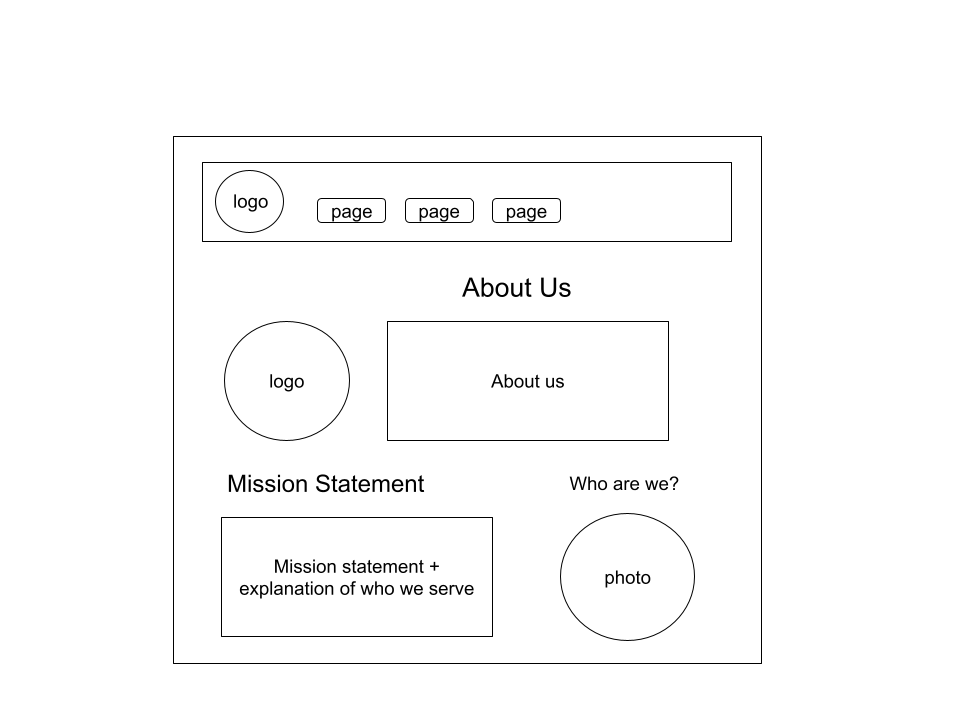 logo
page
page
page
About Us
logo
About us
Mission Statement
Who are we?
Mission statement +
explanation of who we serve
photo